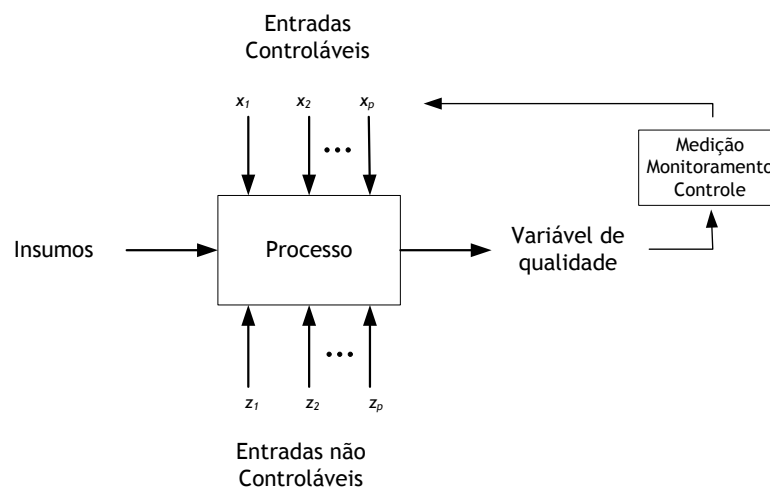 Entradas
Controláveis
x1 x2 xp
Medição
Monitoramento
Controle
Insumos
Processo
Variável de
qualidade
z1 z2 zp
Entradas não
Controláveis